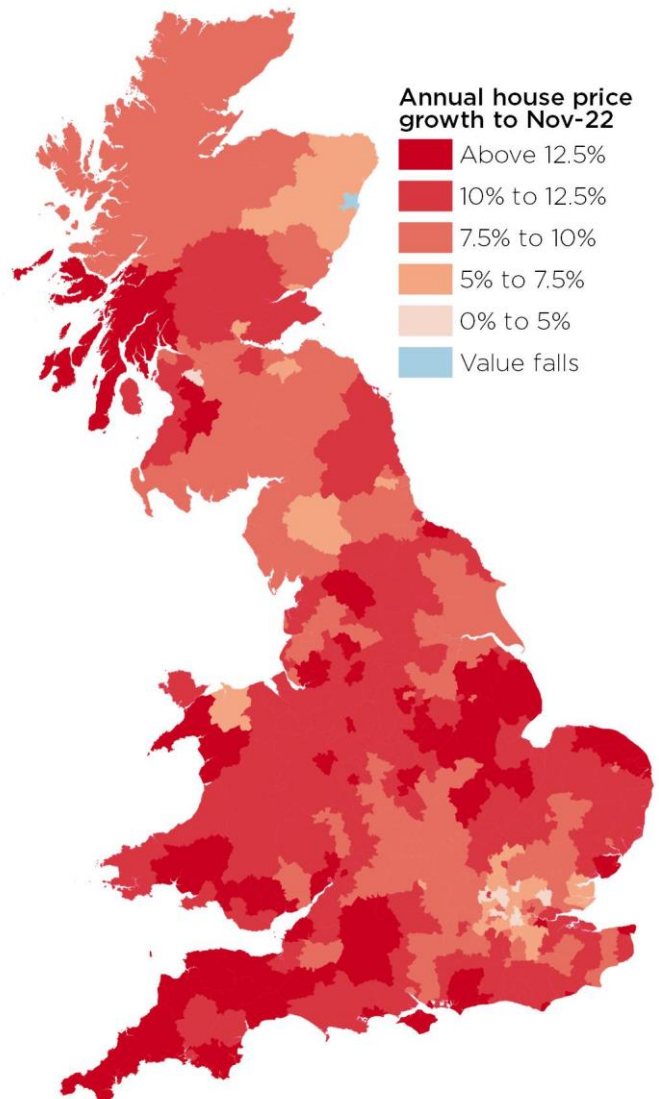 Annual house price
growth to Nov-22
Above 12.5%
10% to 12.5%
7.5% to 10%
5% to 7.5%
0% to 5%
Value falls